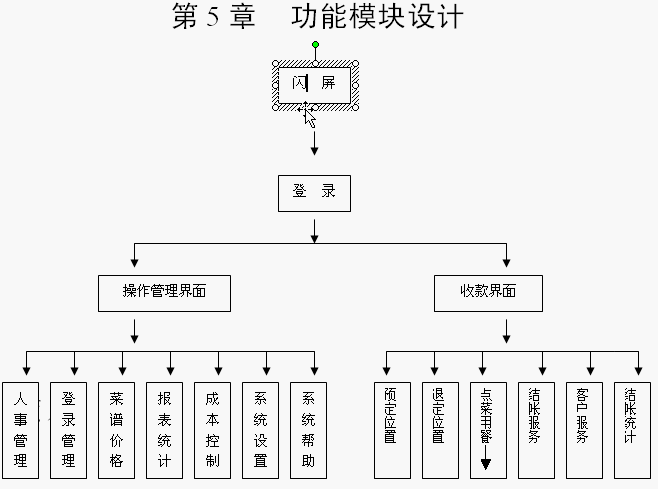 第 5 章 功能模块设计
闪 屏
登 录
操作管理界面
收款界面
人事管理
登录管理
菜谱价格
报表统计
成本控制
系统设置
系统帮助
预定位置
退定位置
点菜用餐
结帐服务
客户服务
结帐统计